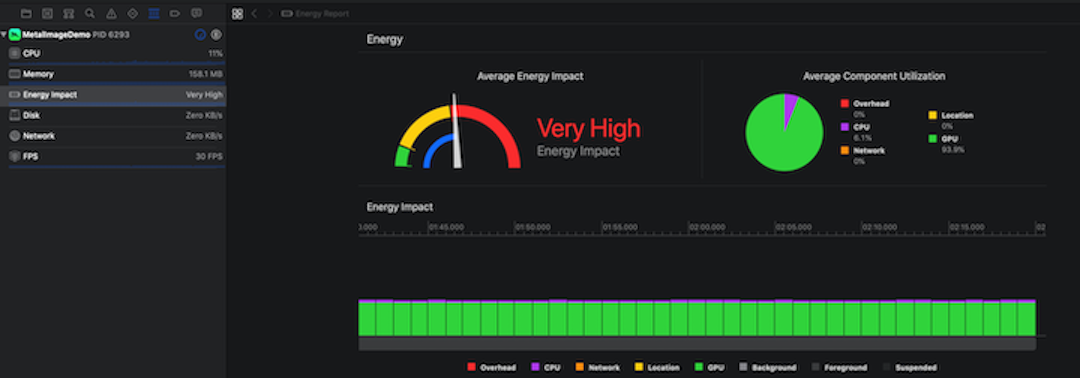 Energy Report
MetalImageDemo PID 6293
CPU 11%
Memory 158.1 MB
Energy Impact Very High
Disk Zero KB/s
Network Zero KB/s
FPS 30 FPS
Energy
Average Energy Impact
Very High
Energy Impact
Average Component Utilization
Overhead
0%
CPU
6.1%
Network
0%
Location
0%
GPU
93.9%
Energy Impact
0.000 01:45.000 01:50.000 01:55.000 02:00.000 02:05.000 02:10.000 02:15.000 02
Overhead CPU Network Location GPU Background Foreground Suspended